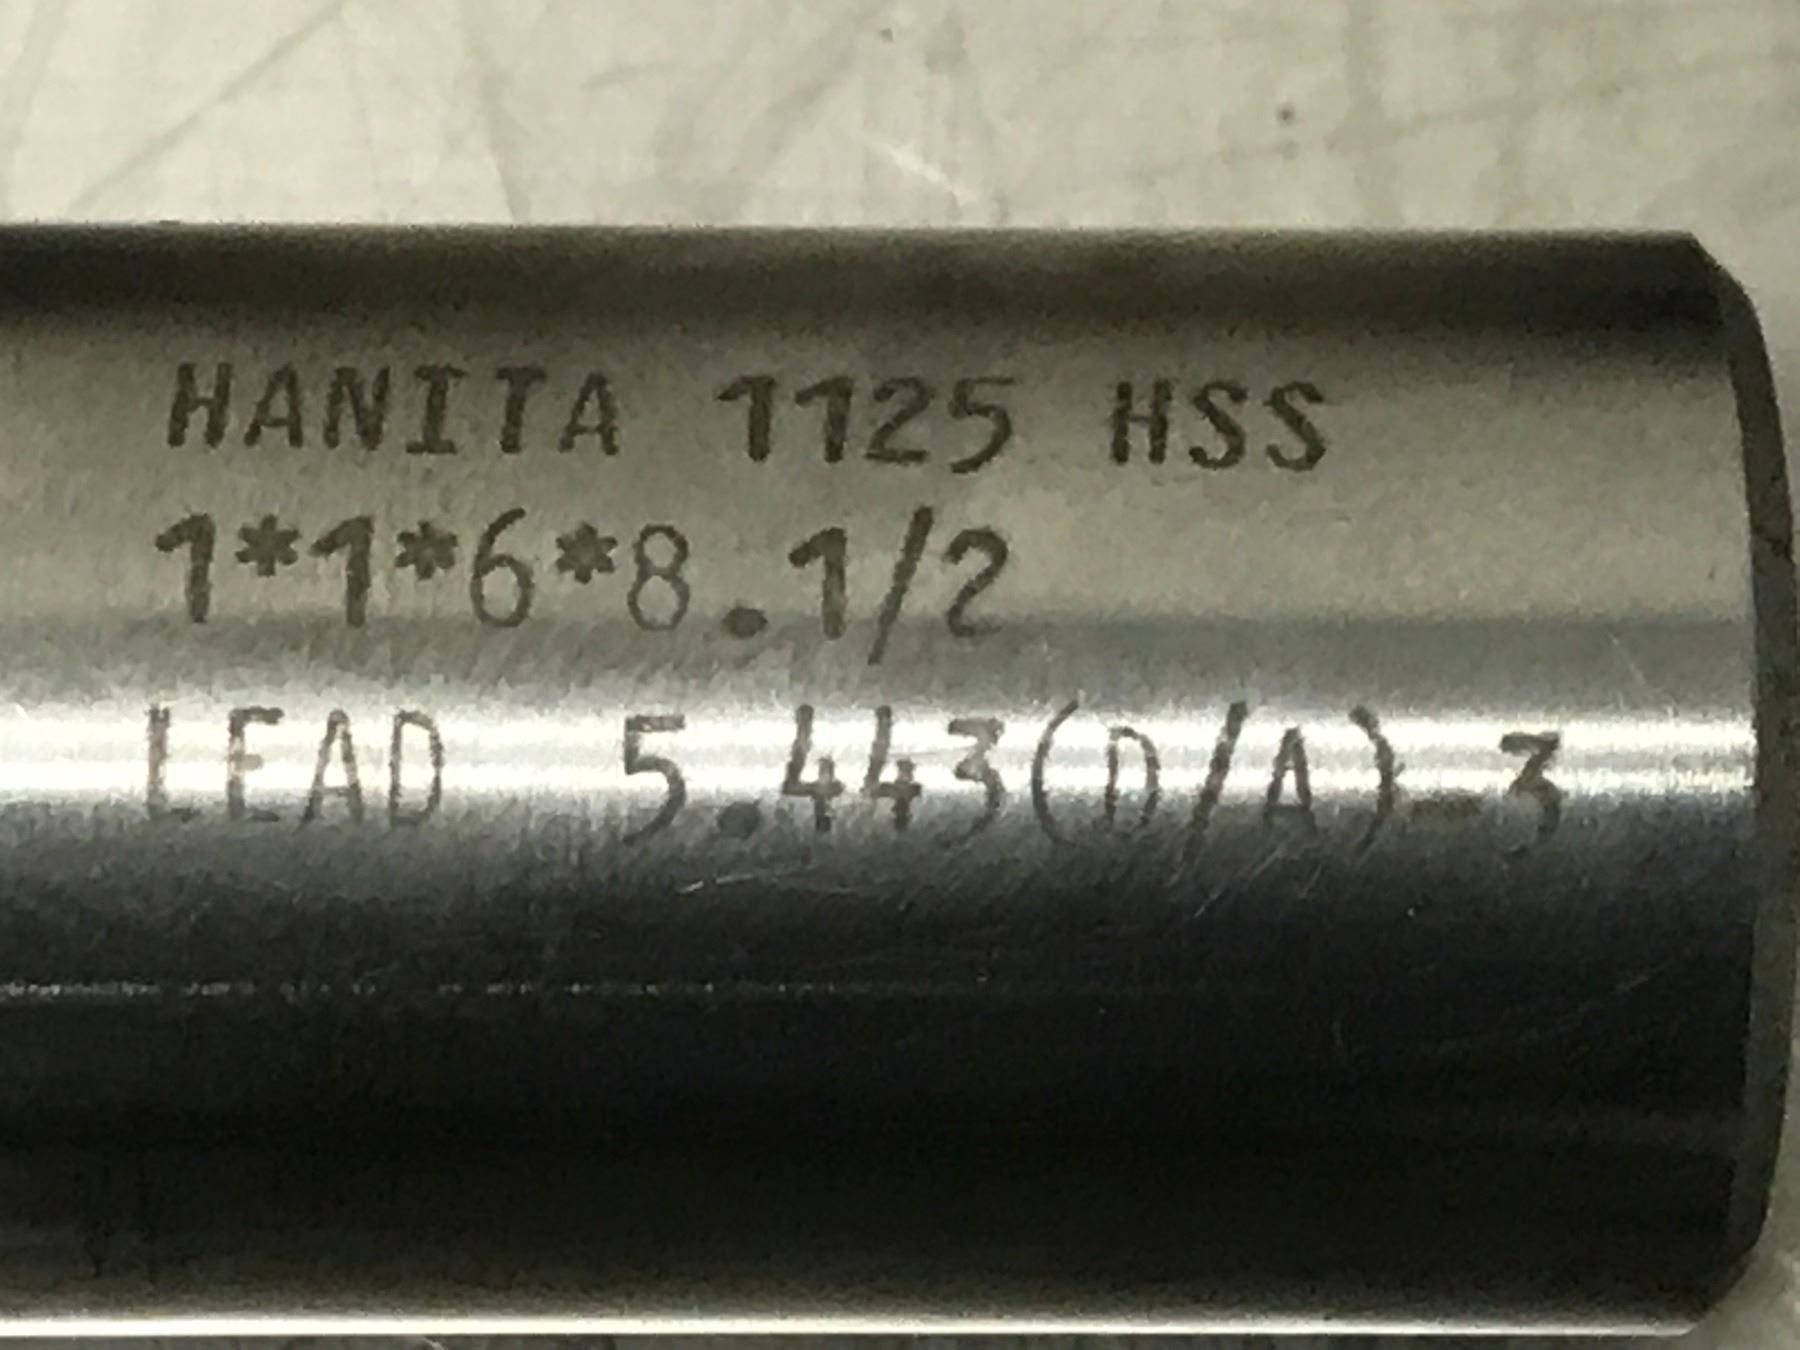 HANITA 1125 HSS
1*1*6*8.1/2
LEAD 5.443(D/A)-3